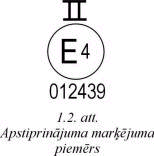 II
E4
012439
1.2. att.
Apstiprinājuma marķējuma
piemērs